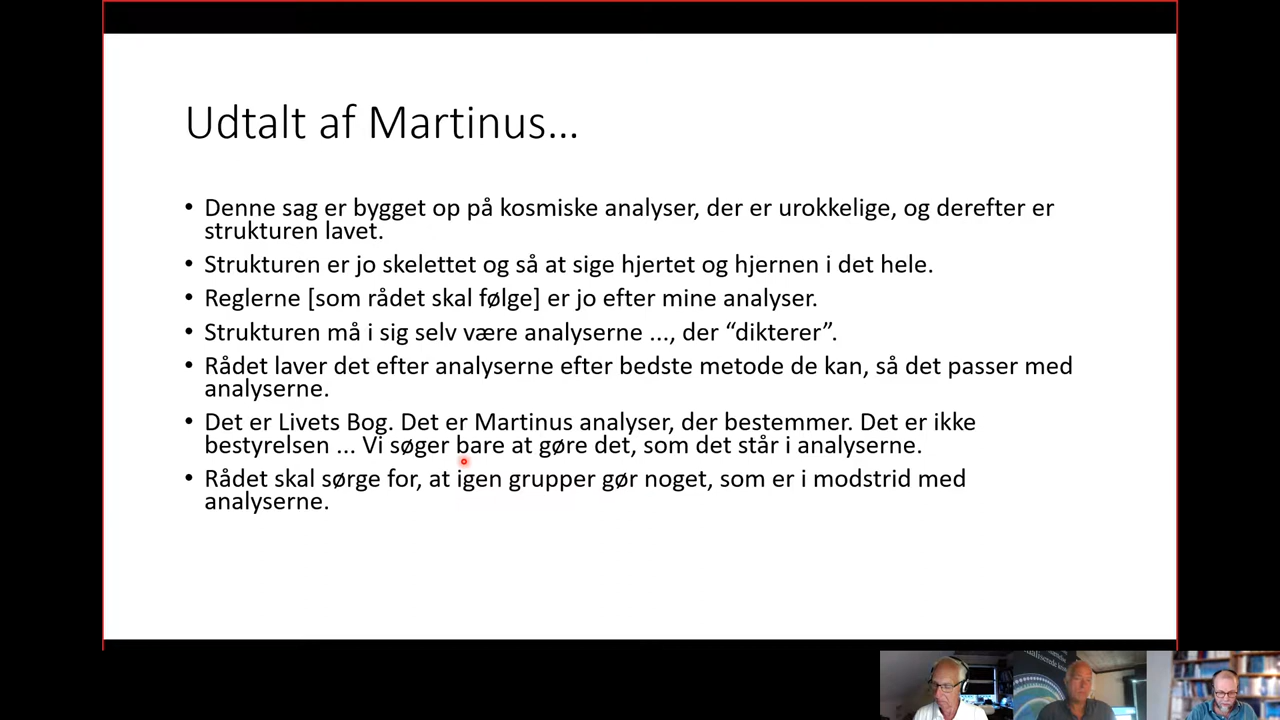 Udtalt af Martinus...
• Denne sag er bygget op på kosmiske analyser, der er urokkelige, og derefter er
strukturen lavet.
• Strukturen er jo skelettet og så at sige hjertet og hjernen i det hele.
• Reglerne [som rådet skal følge] er jo efter mine analyser.
• Strukturen må i sig selv være analyserne ..., der “dikterer”.
• Rådet laver det efter analyserne efter bedste metode de kan, så det passer med
analyserne.
• Det er Livets Bog. Det er Martinus analyser, der bestemmer. Det er ikke
bestyrelsen ... Vi søger bare at gøre det, som det står i analyserne.
• Rådet skal sørge for, at igen grupper gør noget, som er i modstrid med
analyserne.